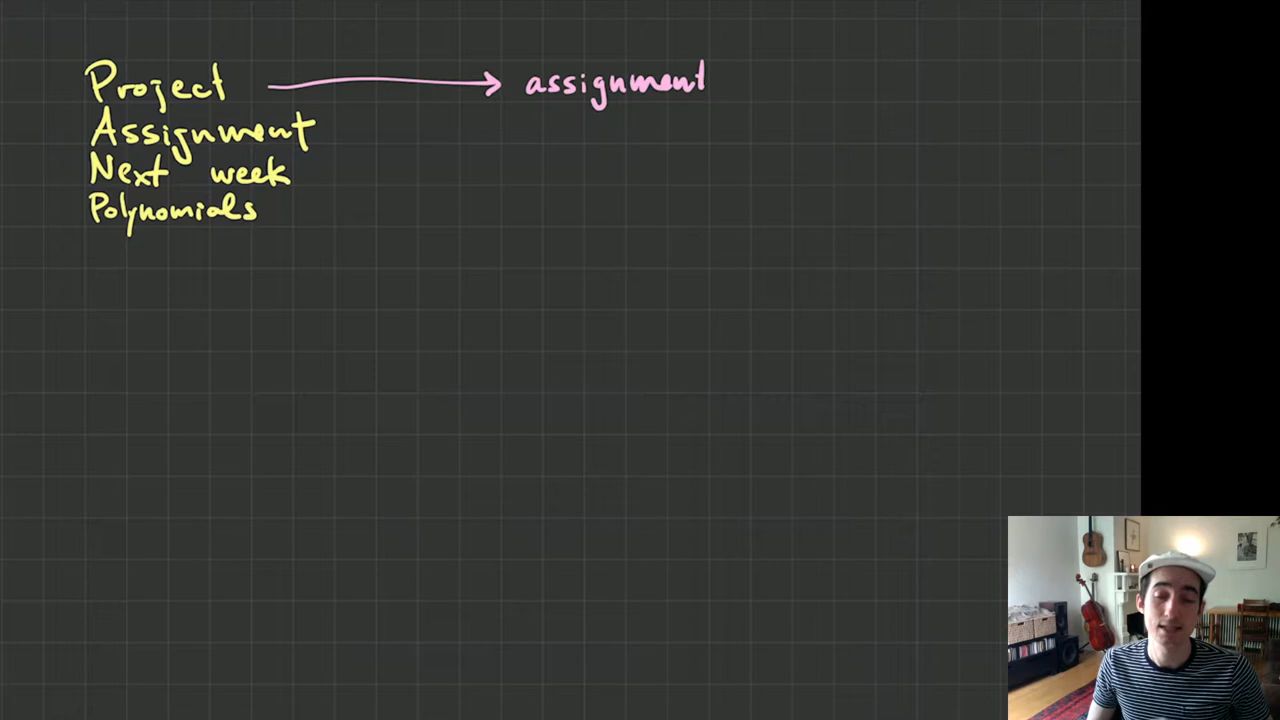 Project → assignment
Assignment
Next week
Polynomials